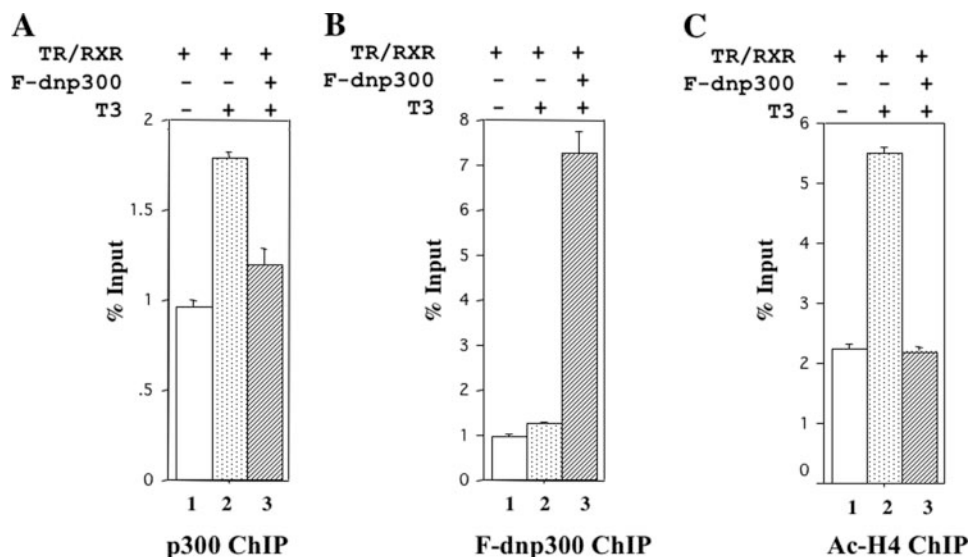 A
TR/RXR + + +
F-dnp300 - - +
T3 - + +
2
1.5
1
.5
0
% Input
1 2 3
p300 ChIP
B
TR/RXR + + +
F-dnp300 - - +
T3 - + +
8
7
6
5
4
3
2
1
0
% Input
1 2 3
F-dnp300 ChIP
C
TR/RXR + + +
F-dnp300 - - +
T3 - + +
6
5
4
3
2
1
0
% Input
1 2 3
Ac-H4 ChIP